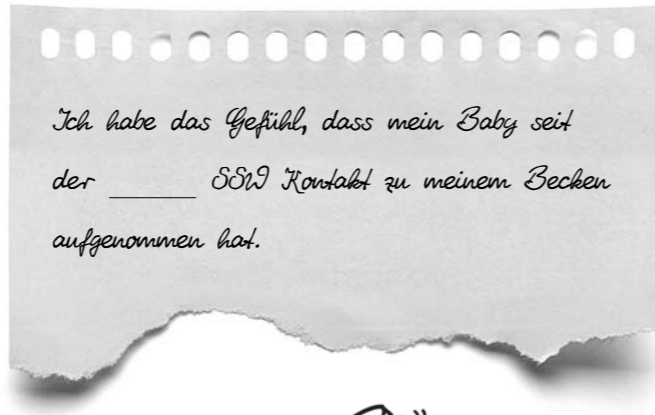 Ich habe das Gefühl, dass mein Baby seit
der ______ SSW Kontakt zu meinem Becken
aufgenommen hat.